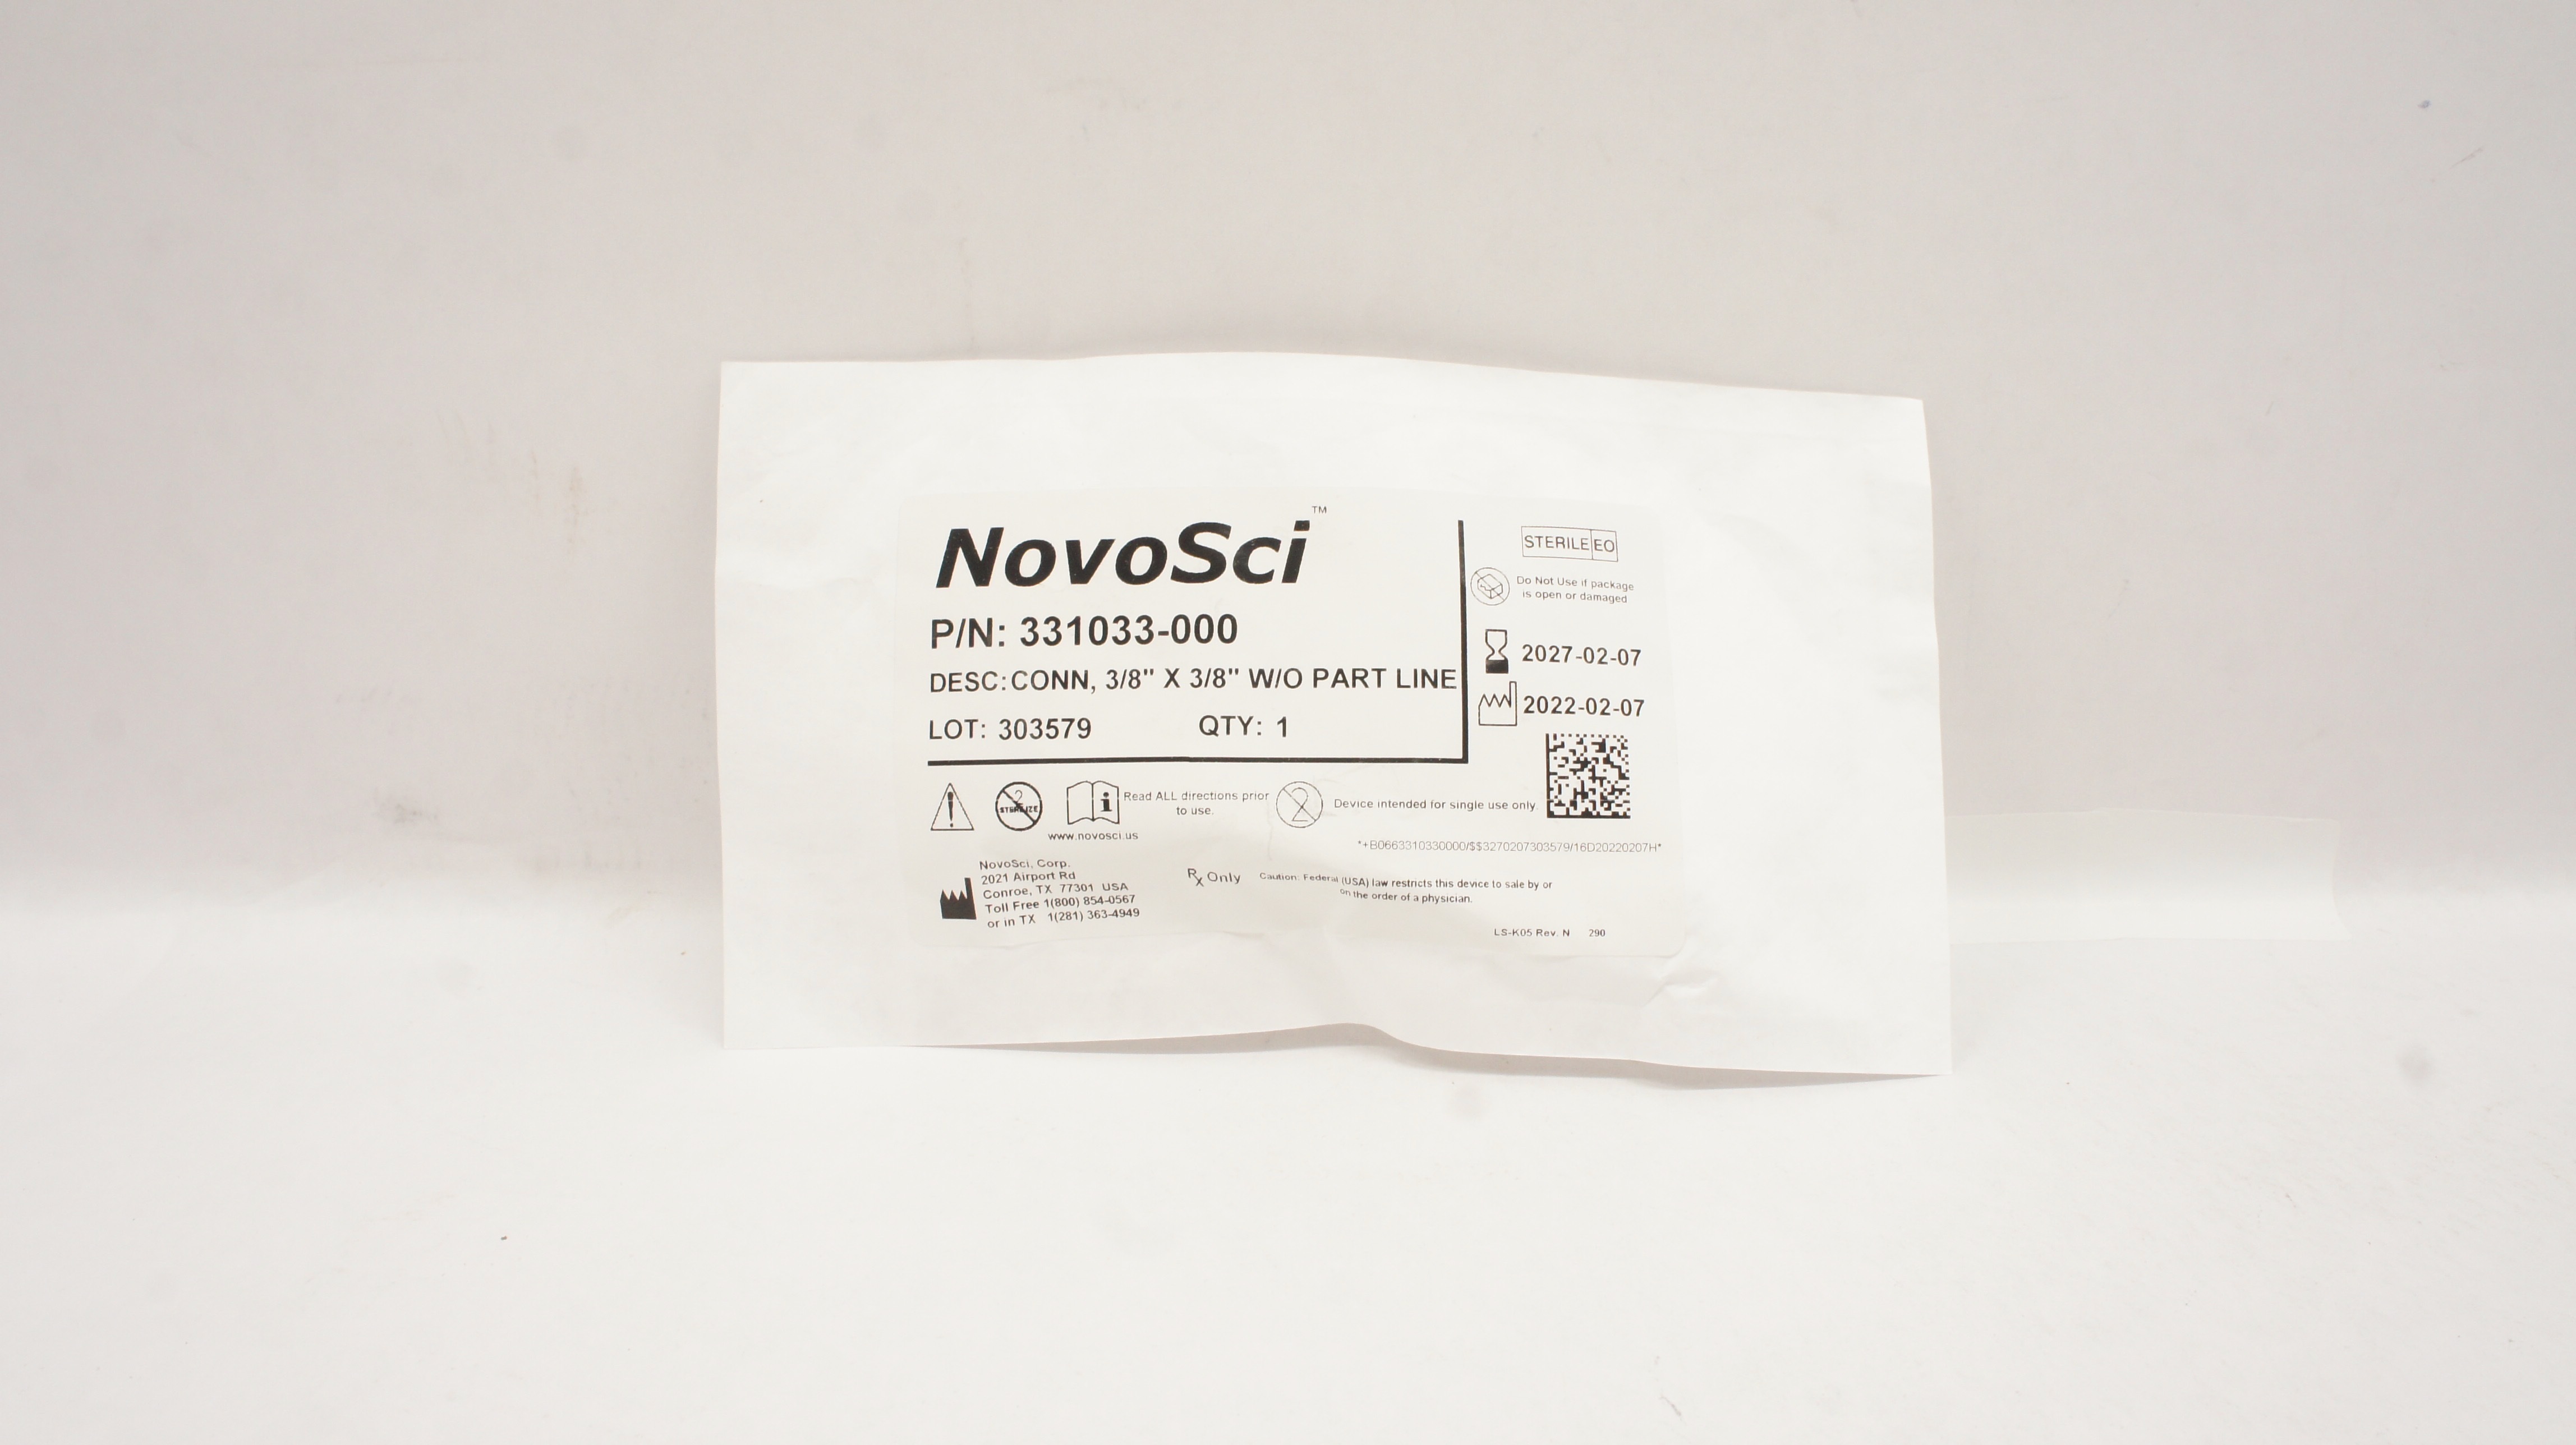 NovoSci™
P/N: 331033-000
DESC: CONN, 3/8" X 3/8" W/O PART LINE
LOT: 303579 QTY: 1
STERILE EO
Do Not Use if package
is open or damaged
2027-02-07
2022-02-07
2
STERILIZE
Read ALL directions prior
to use.
www.novosci.us
2
Device intended for single use only.
*+B0663310330000/$$3270207303579/16D20220207H*
NovoSci, Corp.
2021 Airport Rd
Conroe, TX 77301 USA
Toll Free 1(800) 854-0567
or in TX 1(281) 363-4949
Rx Only
Caution: Federal (USA) law restricts this device to sale by or
on the order of a physician.
LS-K05 Rev. N 290